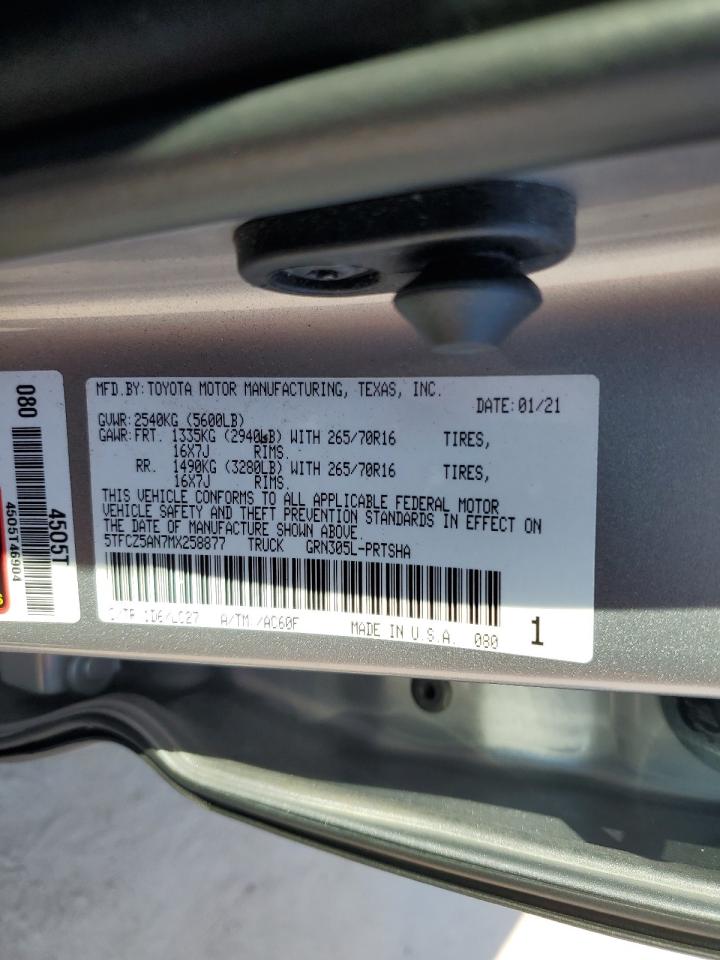 MFD.BY:TOYOTA MOTOR MANUFACTURING, TEXAS, INC.
DATE:01/21
GVWR:2540KG (5600LB)
GAWR:FRT. 1335KG (2940LB) WITH 265/70R16 TIRES,
16X7J RIMS.
RR. 1490KG (3280LB) WITH 265/70R16 TIRES,
16X7J RIMS.
THIS VEHICLE CONFORMS TO ALL APPLICABLE FEDERAL MOTOR
VEHICLE SAFETY AND THEFT PREVENTION STANDARDS IN EFFECT ON
THE DATE OF MANUFACTURE SHOWN ABOVE.
5TFCZ5AN7MX258877 TRUCK GRN305L-PRTSHA
C/TR 1D6/LC27 A/TM. /AC60F
MADE IN U.S.A. 080
1
080
4505T
4505T46904